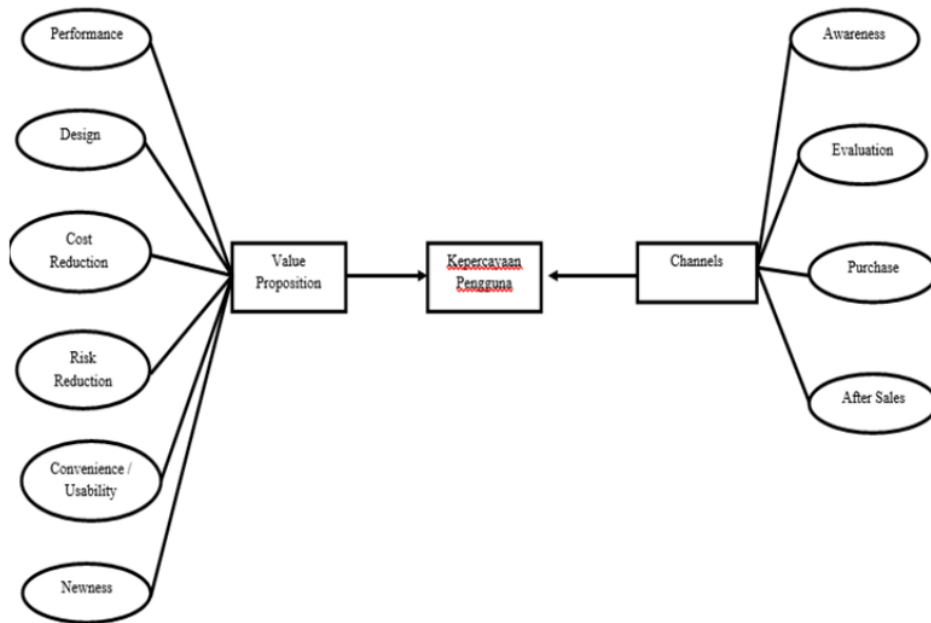 Performance
Design
Cost
Reduction
Risk
Reduction
Convenience /
Usability
Newness
Value
Proposition
Kepercayaan
Pengguna
Channels
Awareness
Evaluation
Purchase
After Sales